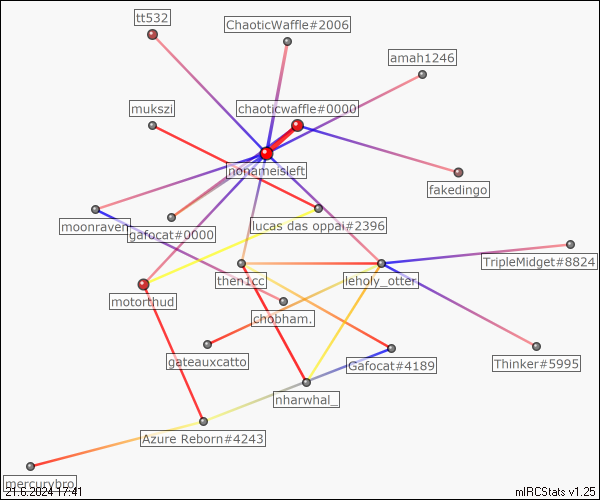 tt532
ChaoticWaffle#2006
amah1246
mukszi
chaoticwaffle#0000
nonameisleft
fakedingo
moonraven
gafocat#0000
lucas das oppai#2396
then1cc
leholy_otter
TripleMidget#8824
motorthud
chobham.
gateauxcatto
Gafocat#4189
Thinker#5995
nharwhal_
Azure Reborn#4243
mercurybro
21.6.2024 17:41
mIRCStats v1.25